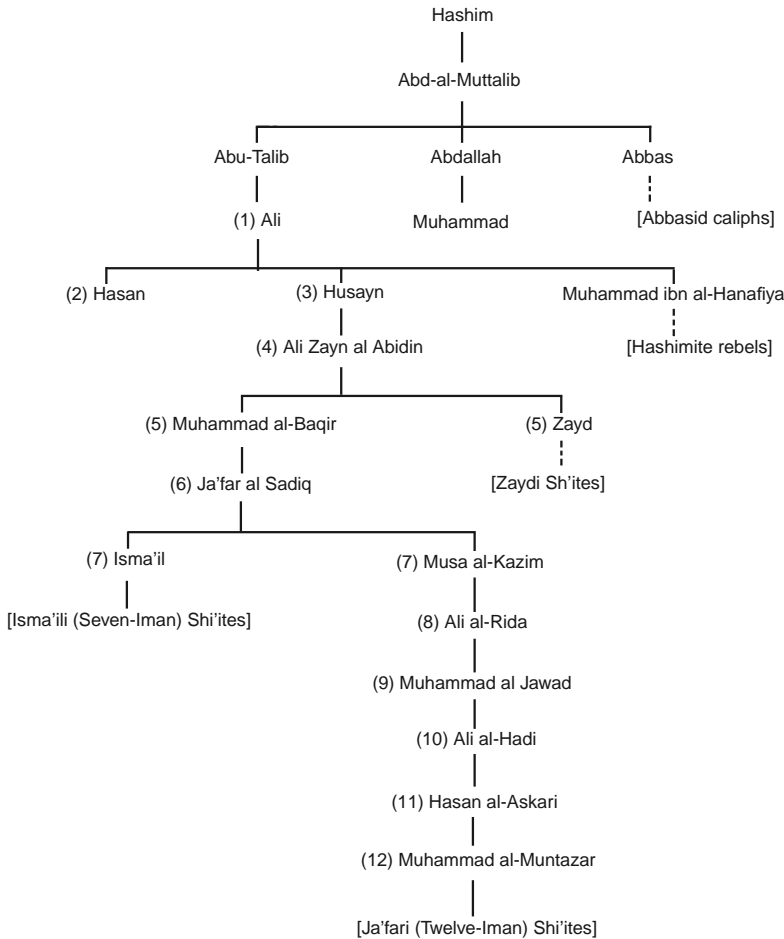 Hashim
Abd-al-Muttalib
Abu-Talib
Abdallah
Abbas
(1) Ali
Muhammad
[Abbasid caliphs]
(2) Hasan
(3) Husayn
Muhammad ibn al-Hanafiya
(4) Ali Zayn al Abidin
[Hashimite rebels]
(5) Muhammad al-Baqir
(5) Zayd
(6) Ja'far al Sadiq
[Zaydi Sh'ites]
(7) Isma'il
(7) Musa al-Kazim
[Isma'ili (Seven-Iman) Shi'ites]
(8) Ali al-Rida
(9) Muhammad al Jawad
(10) Ali al-Hadi
(11) Hasan al-Askari
(12) Muhammad al-Muntazar
[Ja'fari (Twelve-Iman) Shi'ites]